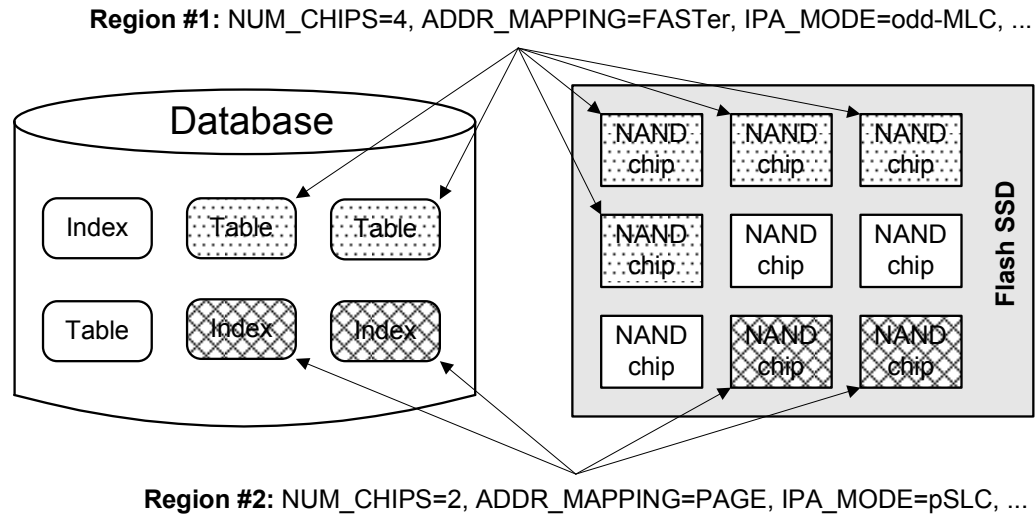 Region #1: NUM_CHIPS=4, ADDR_MAPPING=FASTer, IPA_MODE=odd-MLC, ...
Database
Index
Table
Table
Table
Index
Index
NAND
chip
NAND
chip
NAND
chip
NAND
chip
NAND
chip
NAND
chip
NAND
chip
NAND
chip
NAND
chip
Flash SSD
Region #2: NUM_CHIPS=2, ADDR_MAPPING=PAGE, IPA_MODE=pSLC, ...